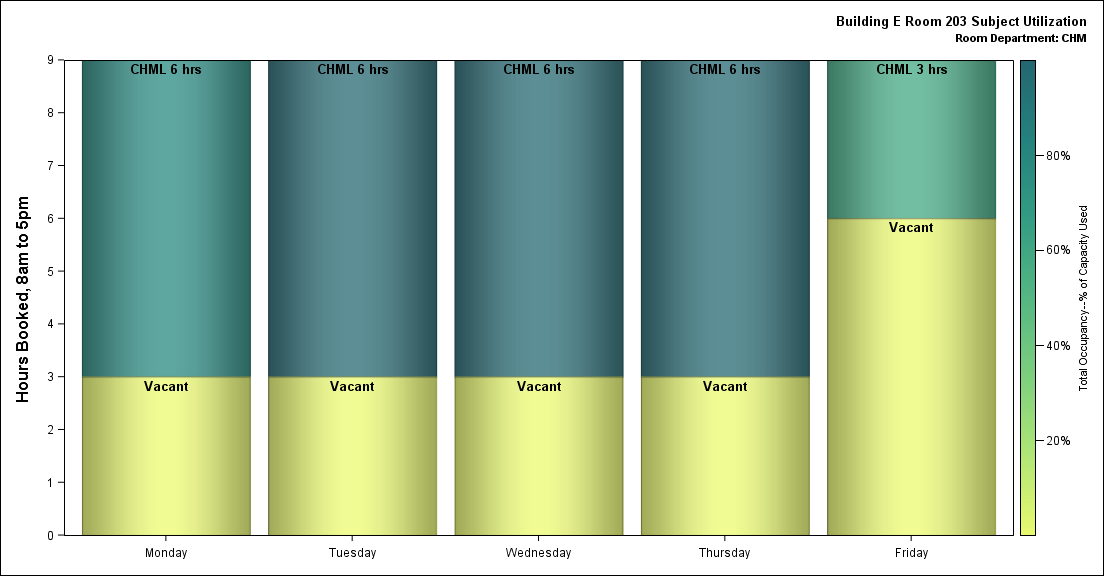 Building E Room 203 Subject Utilization
Room Department: CHM
Hours Booked, 8am to 5pm
9
8
7
6
5
4
3
2
1
0
CHML 6 hrs
CHML 6 hrs
CHML 6 hrs
CHML 6 hrs
CHML 3 hrs
Vacant
Vacant
Vacant
Vacant
Vacant
Monday
Tuesday
Wednesday
Thursday
Friday
80%
60%
40%
20%
Total Occupancy--% of Capacity Used